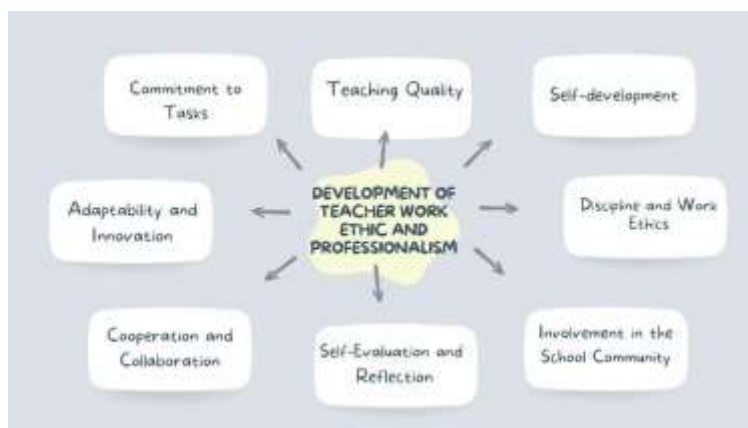 Commitment to
Tasks
Teaching Quality
Self-development
Adaptability and
Innovation
DEVELOPMENT OF
TEACHER WORK
ETHIC AND
PROFESSIONALISM
Discipine and Work
Ethics
Cooperation and
Collaboration
Self-Evaluation and
Reflection
Involvement in the
School Community